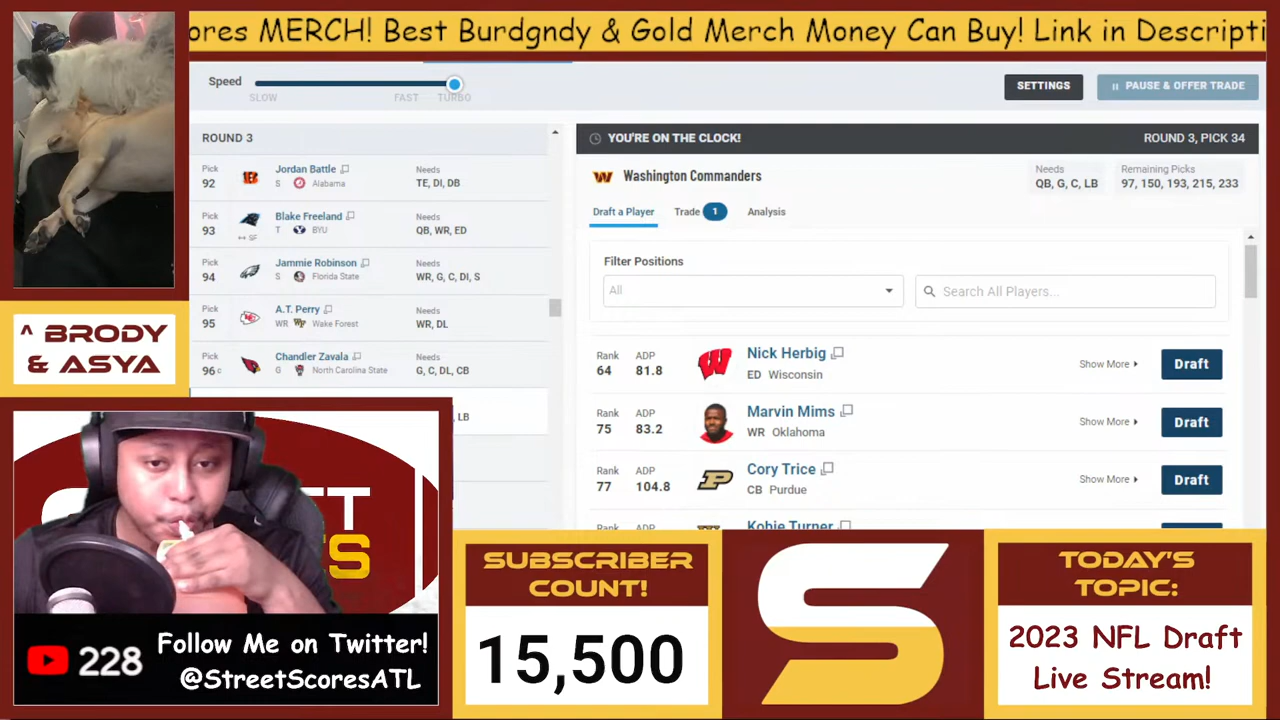 ores MERCH! Best Burdgndy & Gold Merch Money Can Buy! Link in Descripti
Speed
SLOW
FAST
TURBO
SETTINGS
PAUSE & OFFER TRADE
ROUND 3
Pick
92
Jordan Battle
S
Alabama
Needs
TE, DI, DB
Pick
93
SF
Blake Freeland
T
BYU
Needs
QB, WR, ED
Pick
94
Jammie Robinson
S
Florida State
Needs
WR, G, C, DI, S
Pick
95
A.T. Perry
WR
Wake Forest
Needs
WR, DL
Pick
96 c
Chandler Zavala
G
North Carolina State
Needs
G, C, DL, CB
, LB
YOU'RE ON THE CLOCK!
ROUND 3, PICK 34
Washington Commanders
Needs
QB, G, C, LB
Remaining Picks
97, 150, 193, 215, 233
Draft a Player
Trade 1
Analysis
Filter Positions
All
Search All Players...
Rank
64
ADP
81.8
Nick Herbig
ED Wisconsin
Show More
Draft
Rank
75
ADP
83.2
Marvin Mims
WR Oklahoma
Show More
Draft
Rank
77
ADP
104.8
Cory Trice
CB Purdue
Show More
Draft
Rank
ADP
Kobie Turner
^ BRODY
& ASYA
228
Follow Me on Twitter!
@StreetScoresATL
SUBSCRIBER
COUNT!
15,500
S
TODAY'S
TOPIC:
2023 NFL Draft
Live Stream!